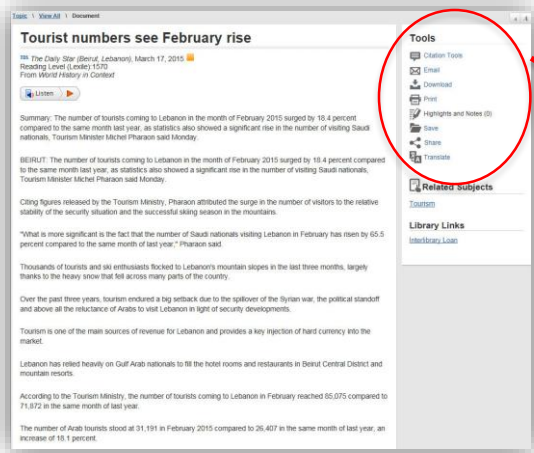 Topic \ View All \ Document
Tourist numbers see February rise
The Daily Star (Beirut, Lebanon), March 17, 2015
Reading Level (Lexile):1570
From World History in Context
Listen
Summary: The number of tourists coming to Lebanon in the month of February 2015 surged by 18.4 percent
compared to the same month last year, as statistics also showed a significant rise in the number of visiting Saudi
nationals, Tourism Minister Michel Pharaon said Monday.
BEIRUT: The number of tourists coming to Lebanon in the month of February 2015 surged by 18.4 percent compared
to the same month last year, as statistics also showed a significant rise in the number of visiting Saudi nationals,
Tourism Minister Michel Pharaon said Monday.
Citing figures released by the Tourism Ministry, Pharaon attributed the surge in the number of visitors to the relative
stability of the security situation and the successful skiing season in the mountains.
"What is more significant is the fact that the number of Saudi nationals visiting Lebanon in February has risen by 65.5
percent compared to the same month of last year," Pharaon said.
Thousands of tourists and ski enthusiasts flocked to Lebanon's mountain slopes in the last three months, largely
thanks to the heavy snow that fell across many parts of the country.
Over the past three years, tourism endured a big setback due to the spillover of the Syrian war, the political standoff
and above all the reluctance of Arabs to visit Lebanon in light of security developments.
Tourism is one of the main sources of revenue for Lebanon and provides a key injection of hard currency into the
market.
Lebanon has relied heavily on Gulf Arab nationals to fill the hotel rooms and restaurants in Beirut Central District and
mountain resorts.
According to the Tourism Ministry, the number of tourists coming to Lebanon in February reached 85,075 compared to
71,872 in the same month of last year.
The number of Arab tourists stood at 31,191 in February 2015 compared to 26,407 in the same month of last year, an
increase of 18.1 percent.
Tools
Citation Tools
Email
Download
Print
Highlights and Notes (0)
Save
Share
Translate
Related Subjects
Tourism
Library Links
Interlibrary Loan